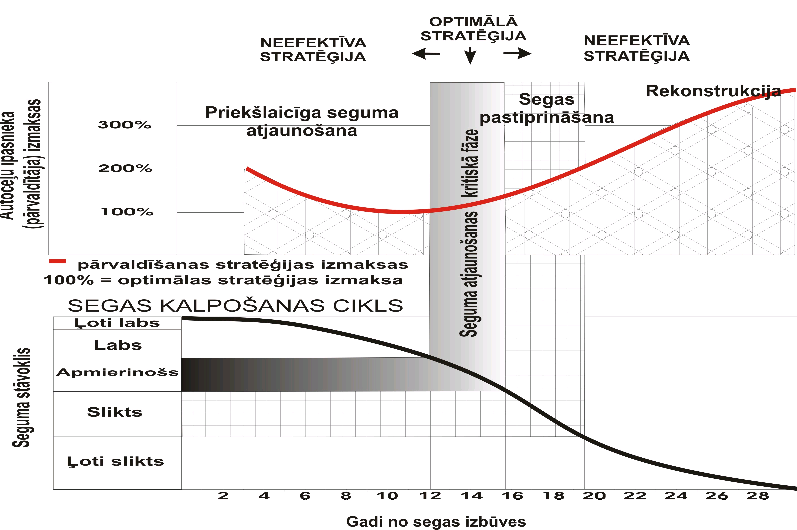 OPTIMĀLĀ
STRATĒĢIJA
NEEFEKTĪVA
STRATĒĢIJA
NEEFEKTĪVA
STRATĒĢIJA
Autoceļu īpašnieka
(pārvaldītāja) izmaksas
300%
200%
100%
Priekšlaicīga seguma
atjaunošana
Segas
pastiprināšana
Rekonstrukcija
Seguma atjaunošanas kritiskā fāze
pārvaldīšanas stratēģijas izmaksas
100% = optimālas stratēģijas izmaksa
SEGAS KALPOŠANAS CIKLS
Seguma stāvoklis
Ļoti labs
Labs
Apmierinošs
Slikts
Ļoti slikts
2 4 6 8 10 12 14 16 18 20 22 24 26 28
Gadi no segas izbūves